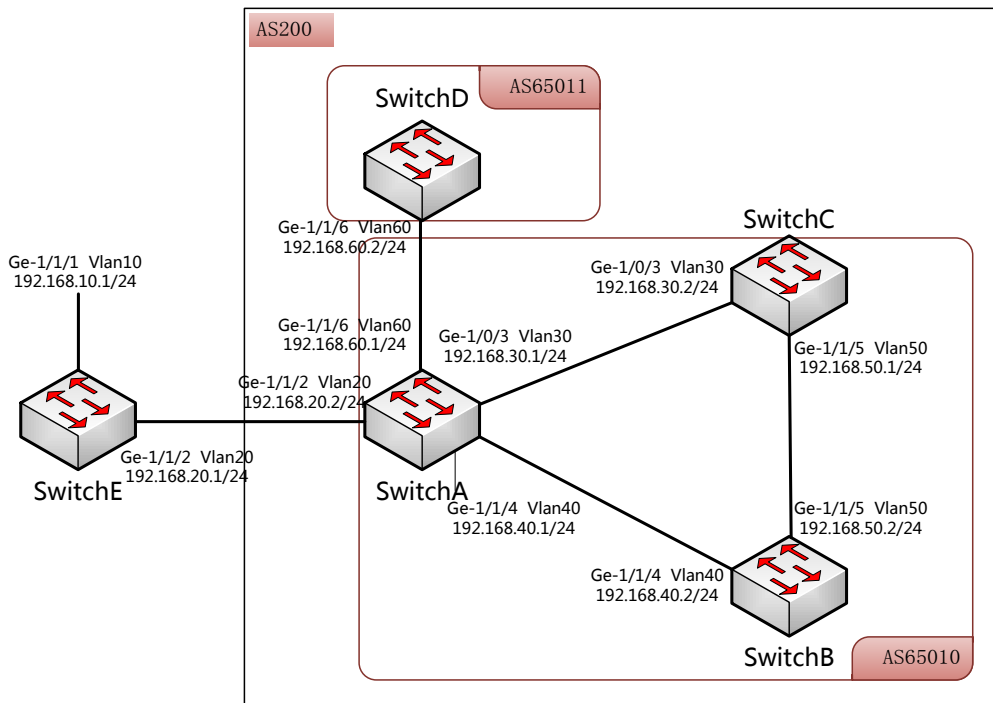 AS200
AS65011
SwitchD
Ge-1/1/6 Vlan60
192.168.60.2/24
SwitchC
Ge-1/1/1 Vlan10
192.168.10.1/24
Ge-1/0/3 Vlan30
192.168.30.2/24
Ge-1/1/6 Vlan60
192.168.60.1/24
Ge-1/0/3 Vlan30
192.168.30.1/24
Ge-1/1/5 Vlan50
192.168.50.1/24
Ge-1/1/2 Vlan20
192.168.20.2/24
Ge-1/1/2 Vlan20
192.168.20.1/24
SwitchE
SwitchA
Ge-1/1/4 Vlan40
192.168.40.1/24
Ge-1/1/5 Vlan50
192.168.50.2/24
Ge-1/1/4 Vlan40
192.168.40.2/24
SwitchB
AS65010